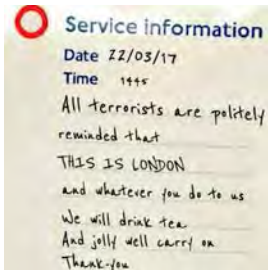 Service information
Date 22/03/17
Time 1445
All terrorists are politely
reminded that
THIS IS LONDON
and whatever you do to us
We will drink tea
And jolly well carry on
Thank-you